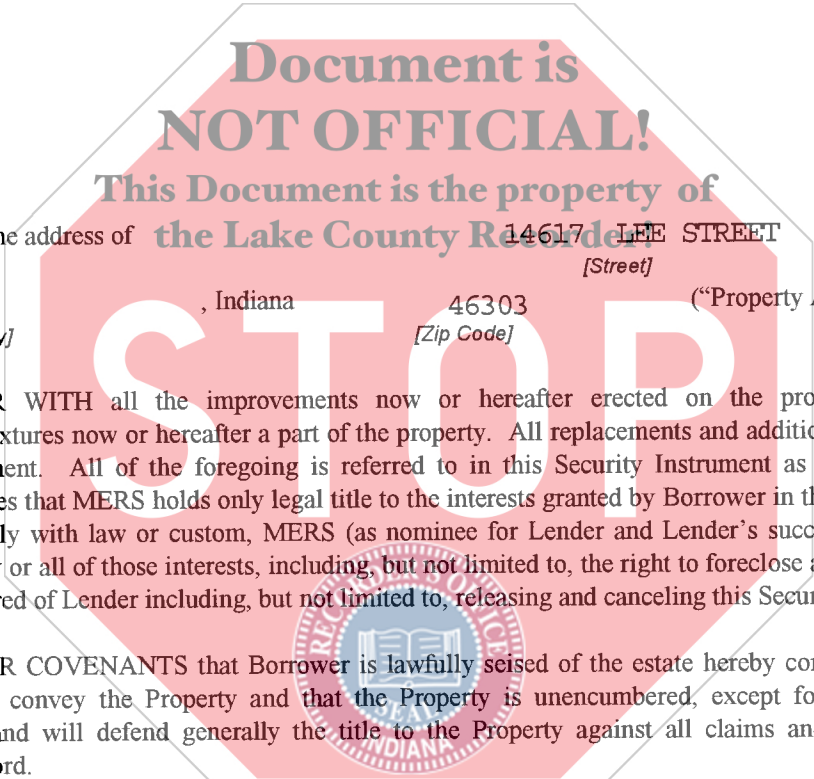 Document is
NOT OFFICIAL!
This Document is the property of
the Lake County Recorder!
ne address of 14617 LEE STREET
[Street]
, Indiana 46303 ("Property
[Zip Code]
STOP
R WITH all the improvements now or hereafter erected on the pro
xtures now or hereafter a part of the property. All replacements and additio
ent. All of the foregoing is referred to in this Security Instrument as
es that MERS holds only legal title to the interests granted by Borrower in th
ly with law or custom, MERS (as nominee for Lender and Lender's succ
or all of those interests, including, but not limited to, the right to foreclose a
red of Lender including, but not limited to, releasing and canceling this Secur
RECORDER'S OFFICE
SEAL
INDIANA
R COVENANTS that Borrower is lawfully seised of the estate hereby con
convey the Property and that the Property is unencumbered, except fo
and will defend generally the title to the Property against all claims an
ord.